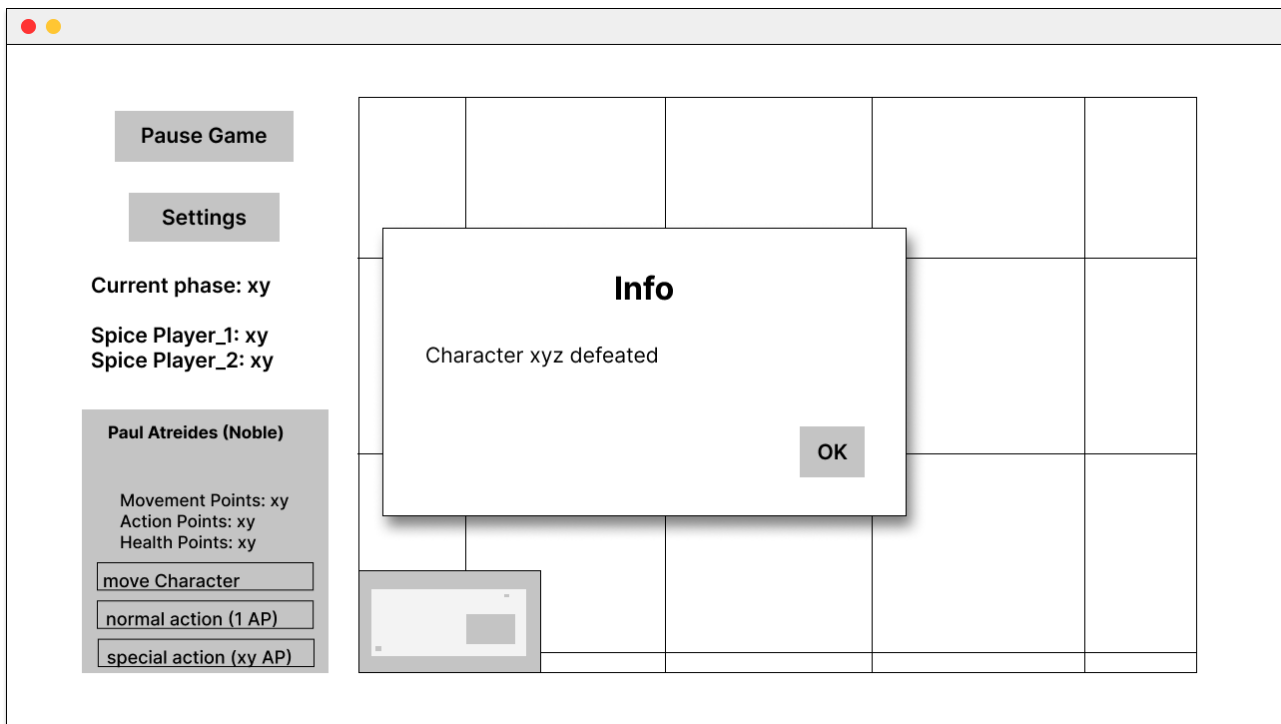 Pause Game
Settings
Current phase: xy
Spice Player_1: xy
Spice Player_2: xy
Paul Atreides (Noble)
Movement Points: xy
Action Points: xy
Health Points: xy
move Character
normal action (1 AP)
special action (xy AP)
Info
Character xyz defeated
OK